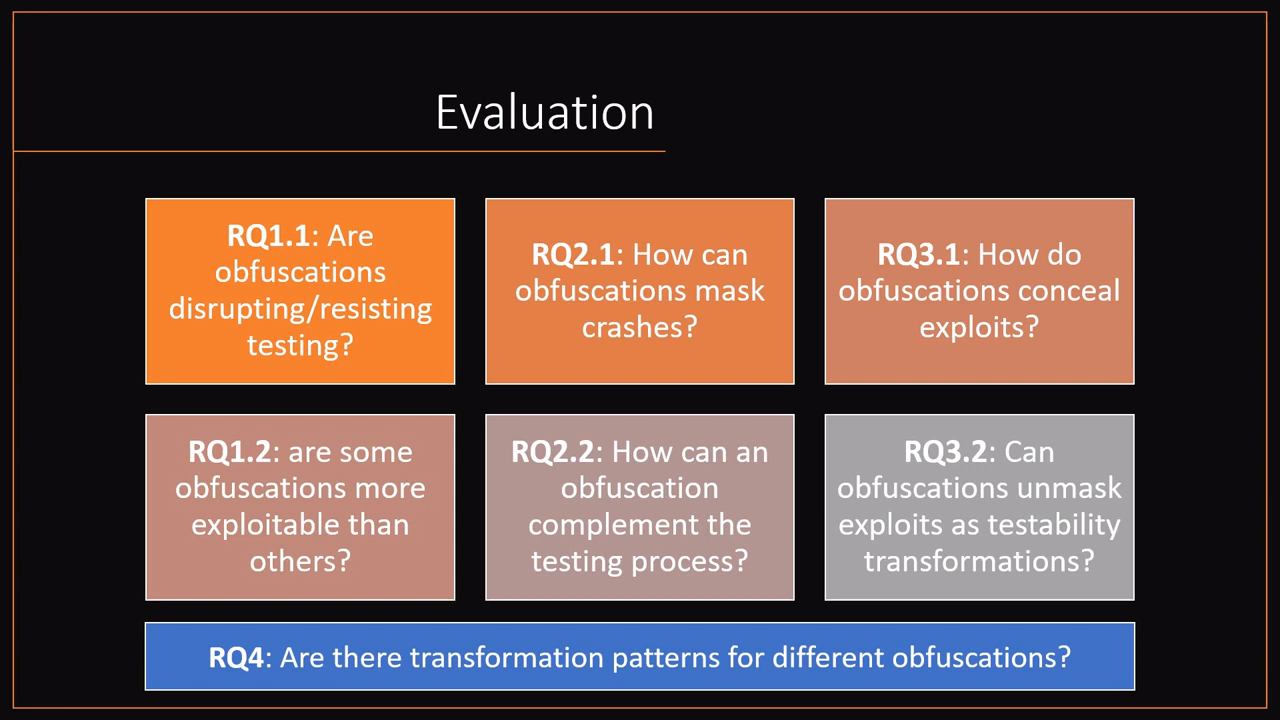 Evaluation
RQ1.1: Are
obfuscations
disrupting/resisting
testing?
RQ2.1: How can
obfuscations mask
crashes?
RQ3.1: How do
obfuscations conceal
exploits?
RQ1.2: are some
obfuscations more
exploitable than
others?
RQ2.2: How can an
obfuscation
complement the
testing process?
RQ3.2: Can
obfuscations unmask
exploits as testability
transformations?
RQ4: Are there transformation patterns for different obfuscations?